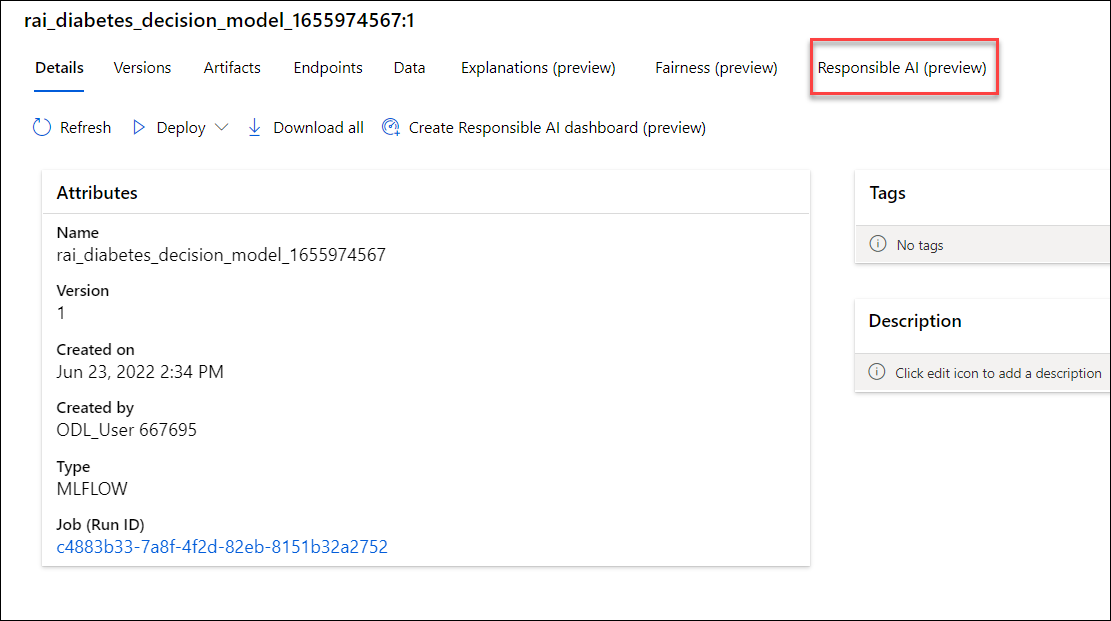 rai_diabetes_decision_model_1655974567:1
Details Versions Artifacts Endpoints Data Explanations (preview) Fairness (preview) Responsible AI (preview)
Refresh Deploy Download all Create Responsible AI dashboard (preview)
Attributes
Name
rai_diabetes_decision_model_1655974567
Version
1
Created on
Jun 23, 2022 2:34 PM
Created by
ODL_User 667695
Type
MLFLOW
Job (Run ID)
c4883b33-7a8f-4f2d-82eb-8151b32a2752
Tags
No tags
Description
Click edit icon to add a description